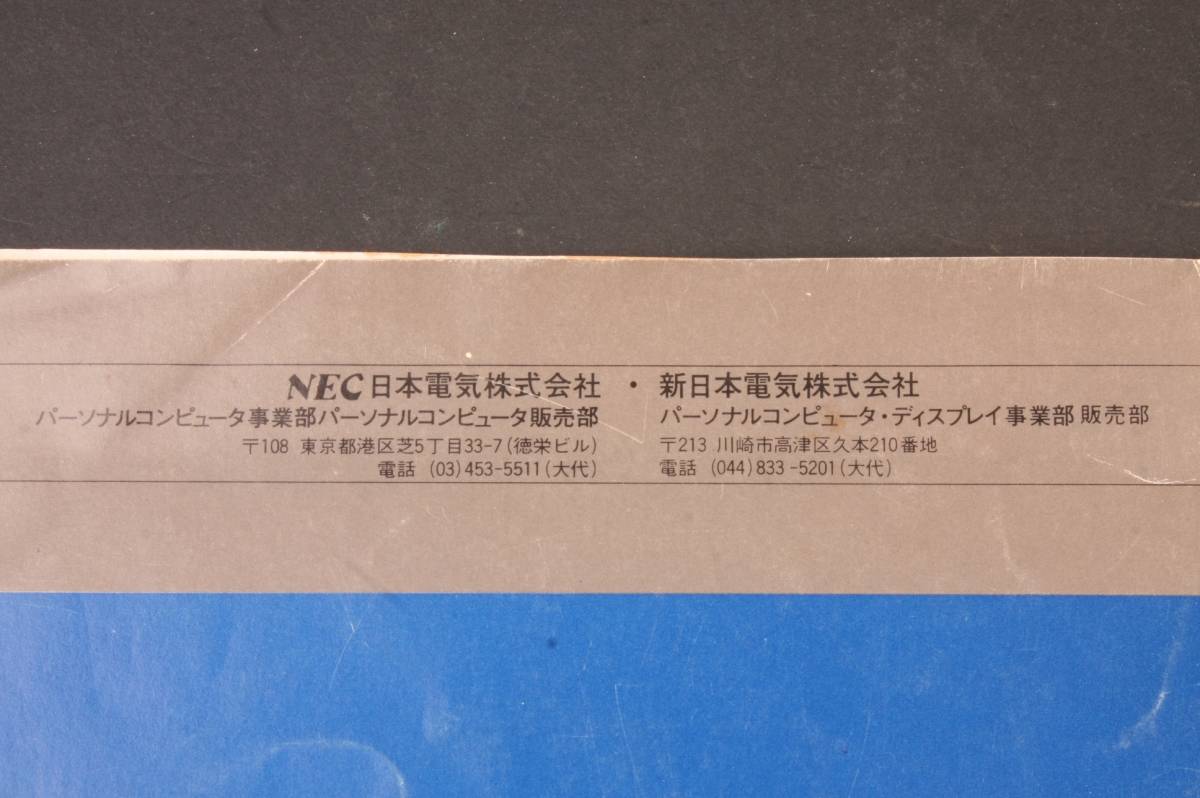 NEC日本電気株式会社・新日本電気株式会社
パーソナルコンピュータ事業部パーソナルコンピュータ販売部
〒108 東京都港区芝5丁目33-7(徳栄ビル)
電話 (03)453-5511(大代)
パーソナルコンピュータ・ディスプレイ事業部 販売部
〒213 川崎市高津区久本210番地
電話 (044)833-5201(大代)